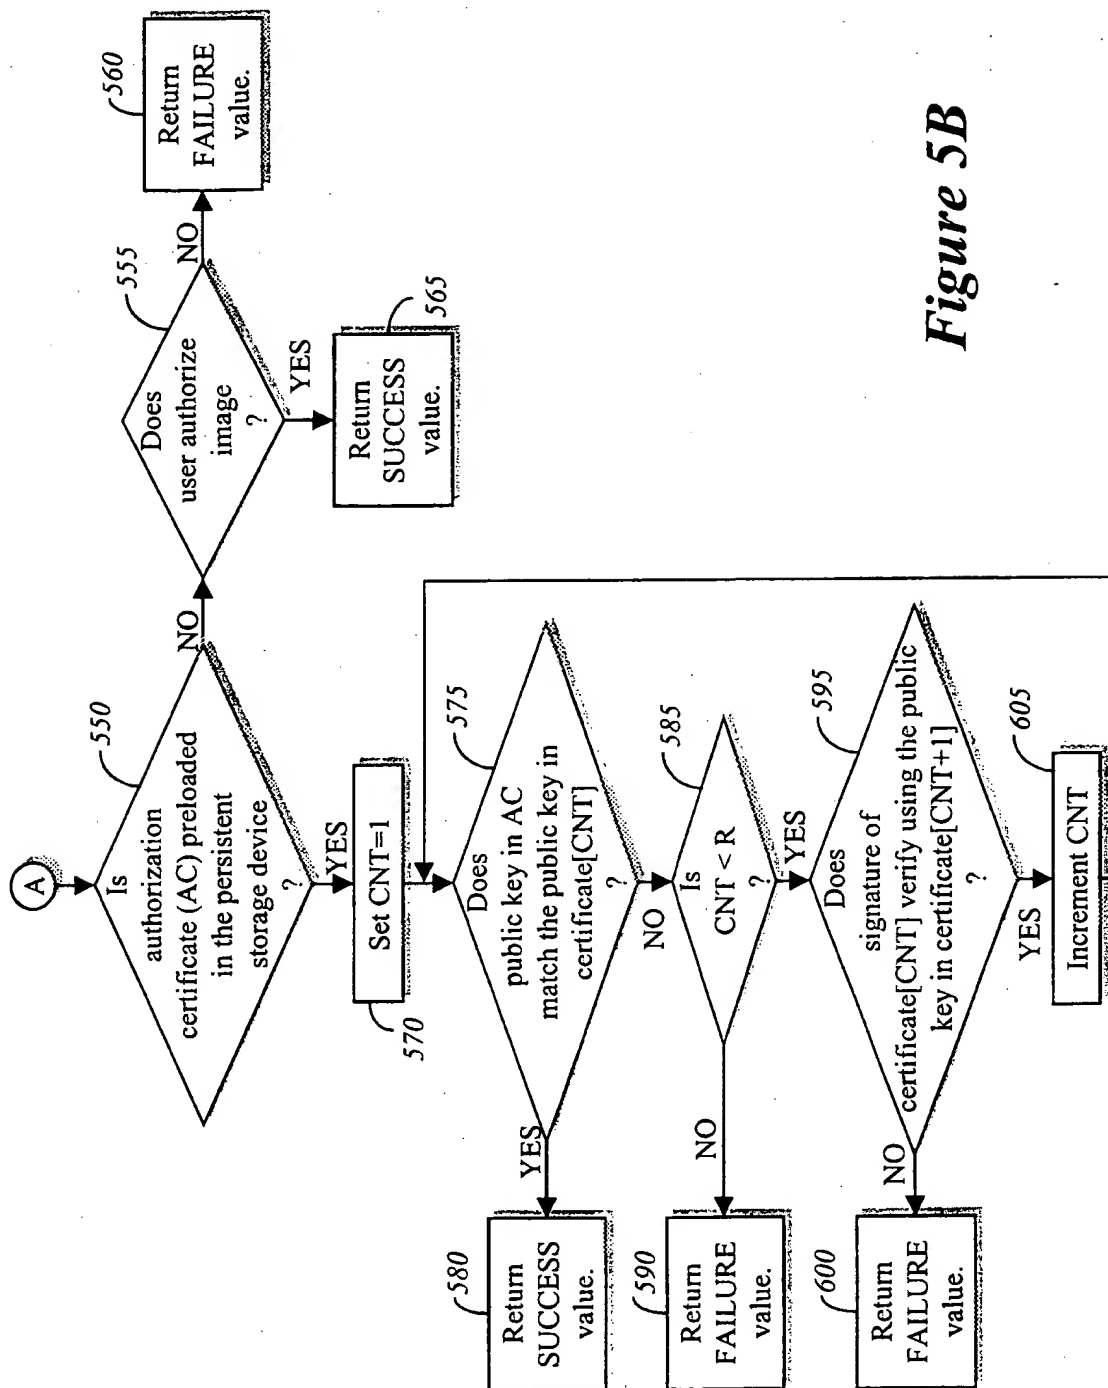 A
550
Is
authorization
certificate (AC) preloaded
in the persistent
storage device
?
NO
YES
555
Does
user authorize
image
?
NO
YES
560
Return
FAILURE
value.
565
Return
SUCCESS
value.
Set CNT=1
570
575
Does
public key in AC
match the public key in
certificate[CNT]
?
YES
NO
580
Return
SUCCESS
value.
585
Is
CNT < R
?
NO
YES
590
Return
FAILURE
value.
595
Does
signature of
certificate[CNT] verify using the public
key in certificate[CNT+1]
?
NO
YES
600
Return
FAILURE
value.
605
Increment CNT
Figure 5B